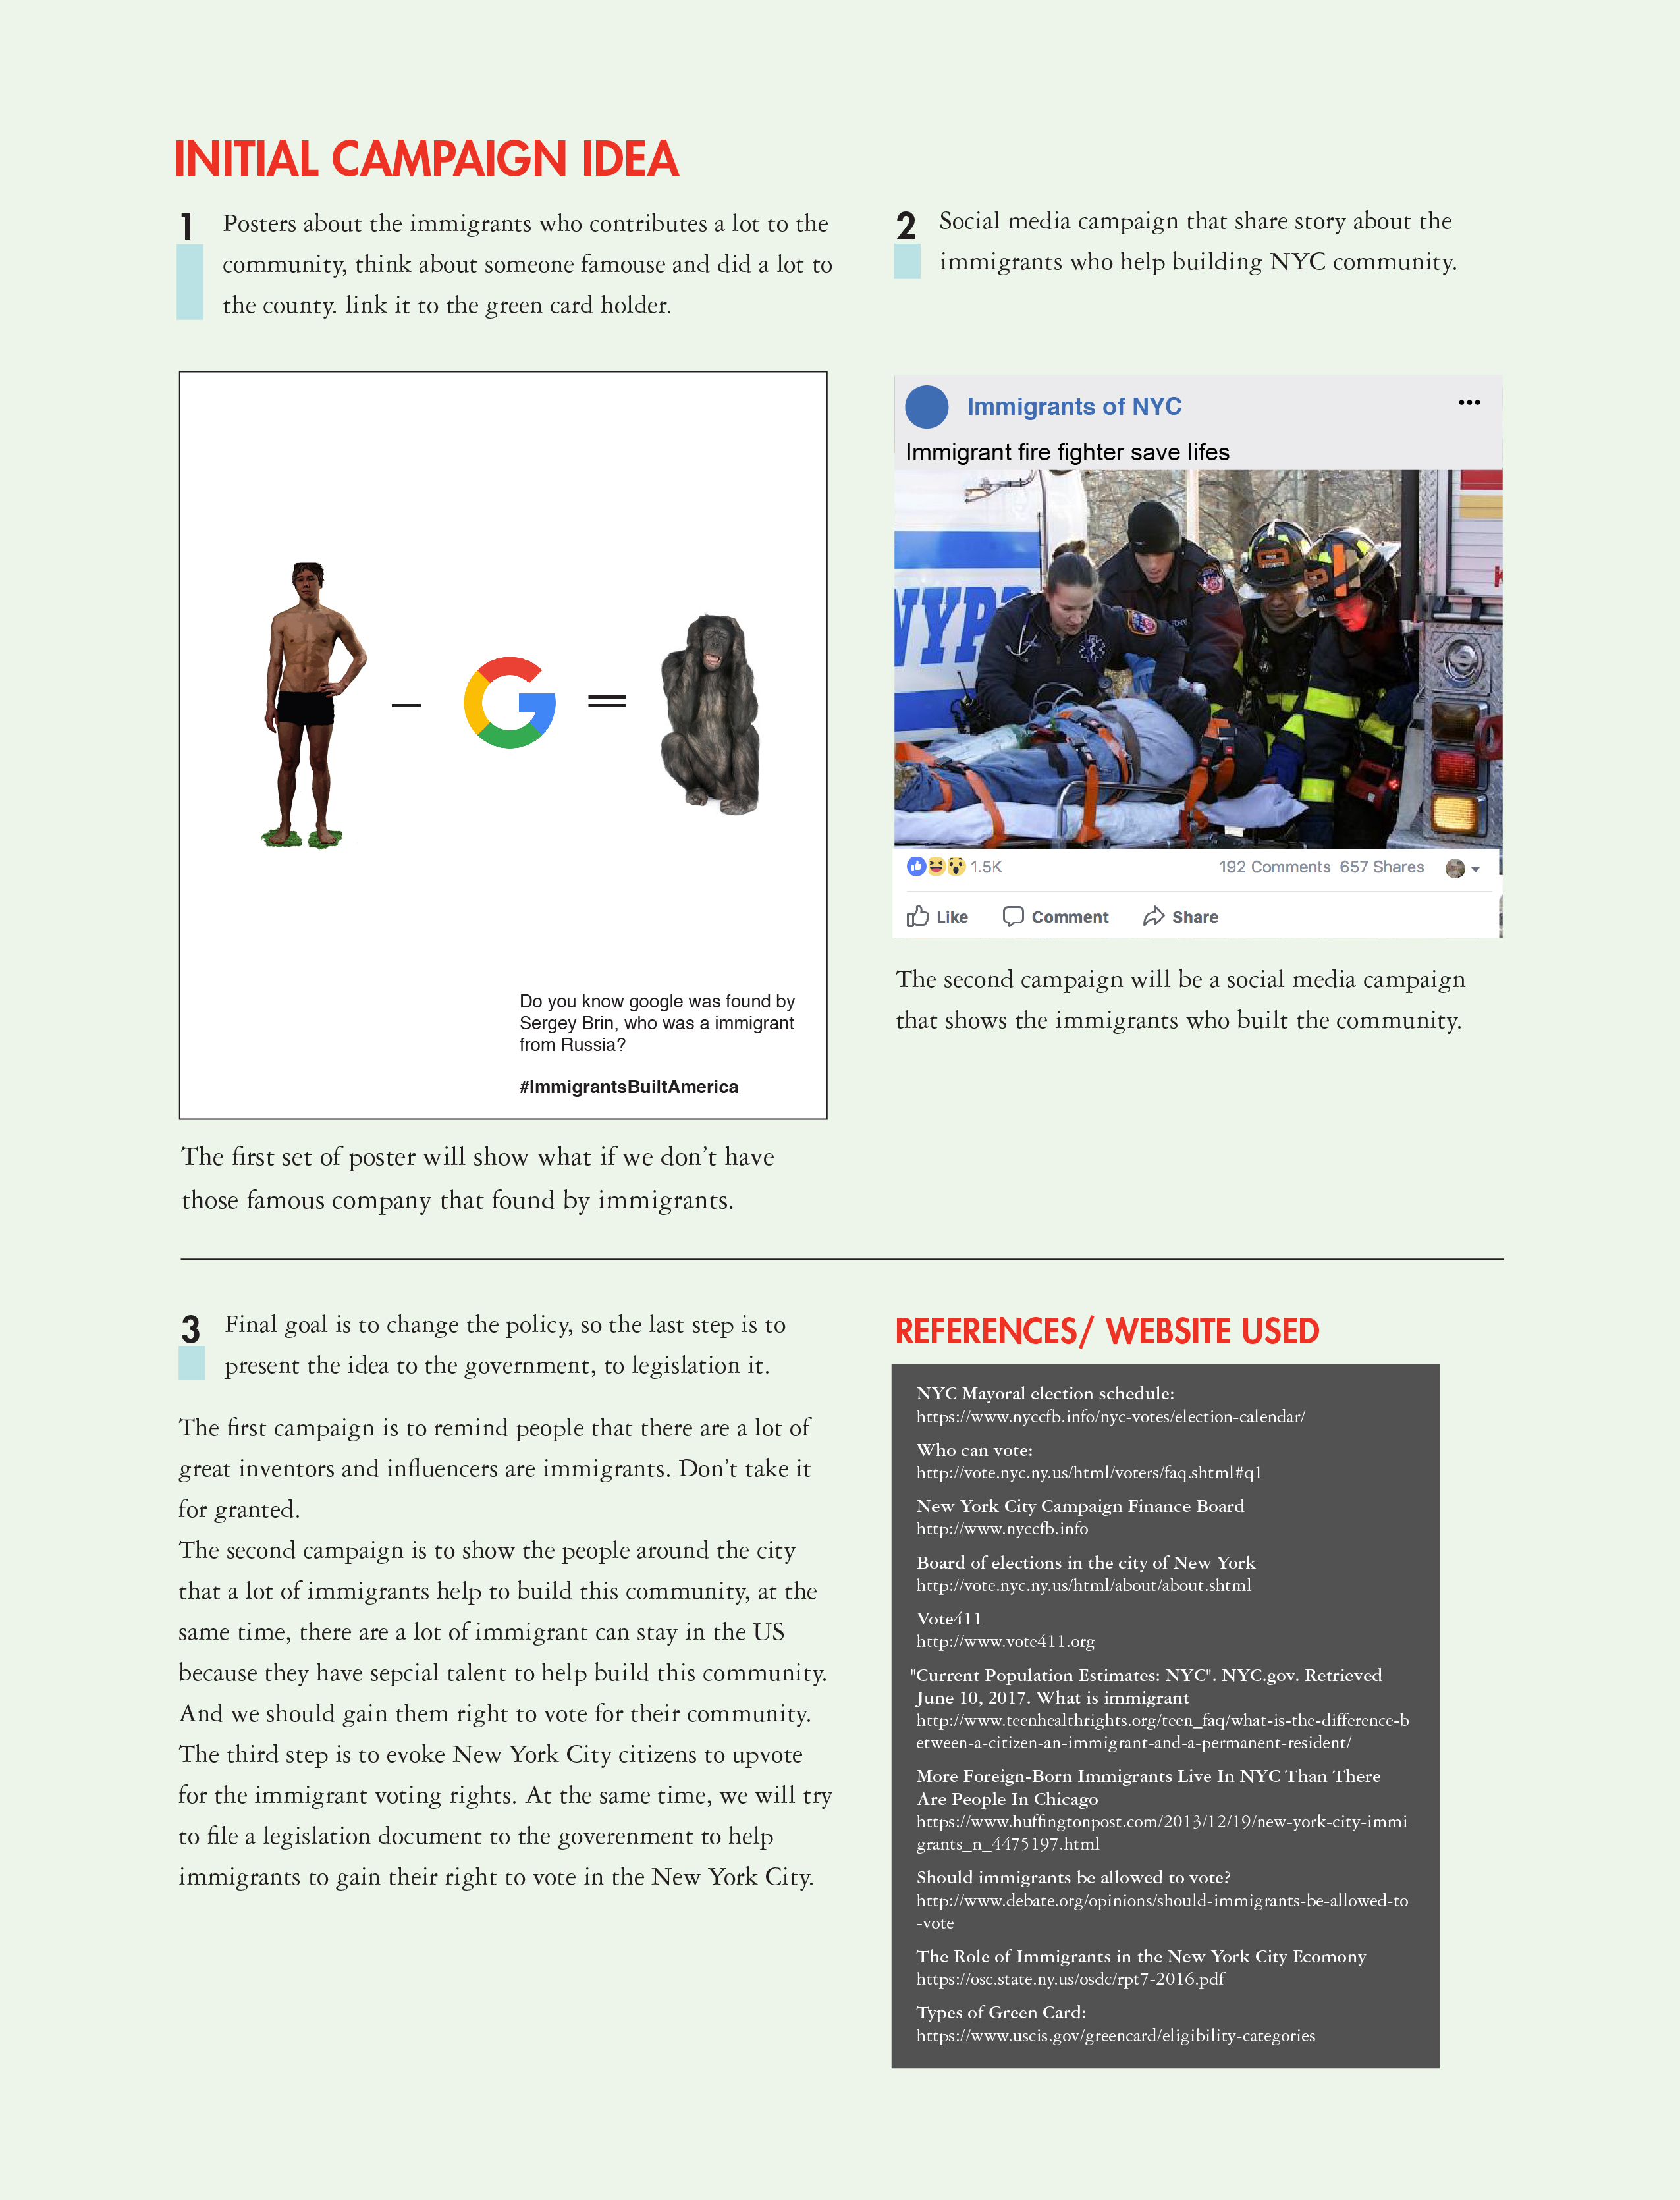 INITIAL CAMPAIGN IDEA
1
Posters about the immigrants who contributes a lot to the
community, think about someone famouse and did a lot to
the county. link it to the green card holder.
Do you know google was found by
Sergey Brin, who was a immigrant
from Russia?
#ImmigrantsBuiltAmerica
The first set of poster will show what if we don't have
those famous company that found by immigrants.
2
Social media campaign that share story about the
immigrants who help building NYC community.
Immigrants of NYC
Immigrant fire fighter save lifes
NYP
1.5K
192 Comments 657 Shares
Like Comment Share
The second campaign will be a social media campaign
that shows the immigrants who built the community.
3
Final goal is to change the policy, so the last step is to
present the idea to the government, to legislation it.
The first campaign is to remind people that there are a lot of
great inventors and influencers are immigrants. Don't take it
for granted.
The second campaign is to show the people around the city
that a lot of immigrants help to build this community, at the
same time, there are a lot of immigrant can stay in the US
because they have sepcial talent to help build this community.
And we should gain them right to vote for their community.
The third step is to evoke New York City citizens to upvote
for the immigrant voting rights. At the same time, we will try
to file a legislation document to the goverenment to help
immigrants to gain their right to vote in the New York City.
REFERENCES/ WEBSITE USED
NYC Mayoral election schedule:
https://www.nyccfb.info/nyc-votes/election-calendar/
Who can vote:
http://vote.nyc.ny.us/html/voters/faq.shtml#q1
New York City Campaign Finance Board
http://www.nyccfb.info
Board of elections in the city of New York
http://vote.nyc.ny.us/html/about/about.shtml
Vote411
http://www.vote411.org
"Current Population Estimates: NYC". NYC.gov. Retrieved
June 10, 2017. What is immigrant
http://www.teenhealthrights.org/teen_faq/what-is-the-difference-b
etween-a-citizen-an-immigrant-and-a-permanent-resident/
More Foreign-Born Immigrants Live In NYC Than There
Are People In Chicago
https://www.huffingtonpost.com/2013/12/19/new-york-city-immi
grants_n_4475197.html
Should immigrants be allowed to vote?
http://www.debate.org/opinions/should-immigrants-be-allowed-to
-vote
The Role of Immigrants in the New York City Ecomony
https://osc.state.ny.us/osdc/rpt7-2016.pdf
Types of Green Card:
https://www.uscis.gov/greencard/eligibility-categories